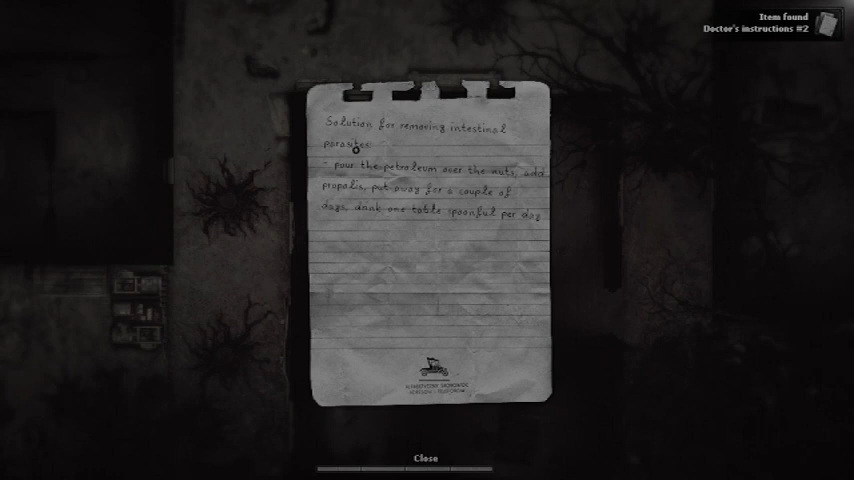 Item found
Doctor's instructions #2
Solution for removing intestinal
parasites
- pour the petroleum over the nuts, add
propolis, put away for a couple of
days, drink one table spoonful per day
Close